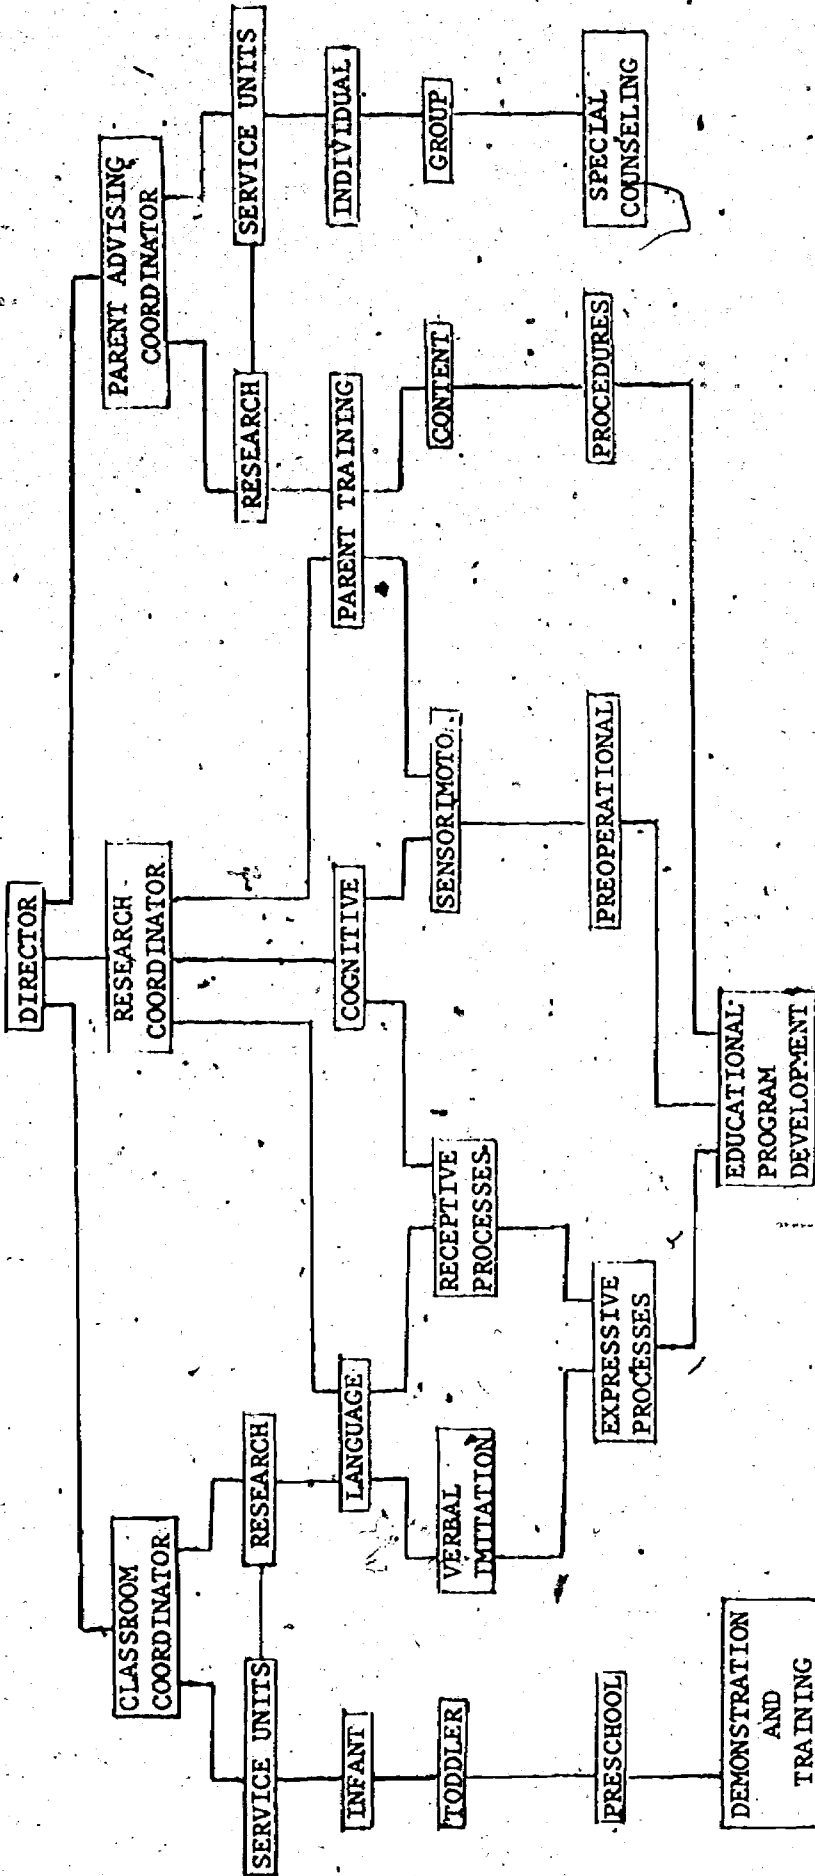 DIRECTOR
CLASSROOM
COORDINATOR
RESEARCH
COORDINATOR
PARENT ADVISING
COORDINATOR
SERVICE UNITS
RESEARCH
RESEARCH
SERVICE UNITS
INFANT
LANGUAGE
COGNITIVE
PARENT TRAINING
INDIVIDUAL
TODDLER
VERBAL
IMITATION
RECEPTIVE
PROCESSES
SENSORIMOTO
CONTENT
GROUP
PRESCHOOL
EXPRESSIVE
PROCESSES
PREOPERATIONAL
PROCEDURES
SPECIAL
COUNSELING
DEMONSTRATION
AND
TRAINING
EDUCATIONAL
PROGRAM
DEVELOPMENT